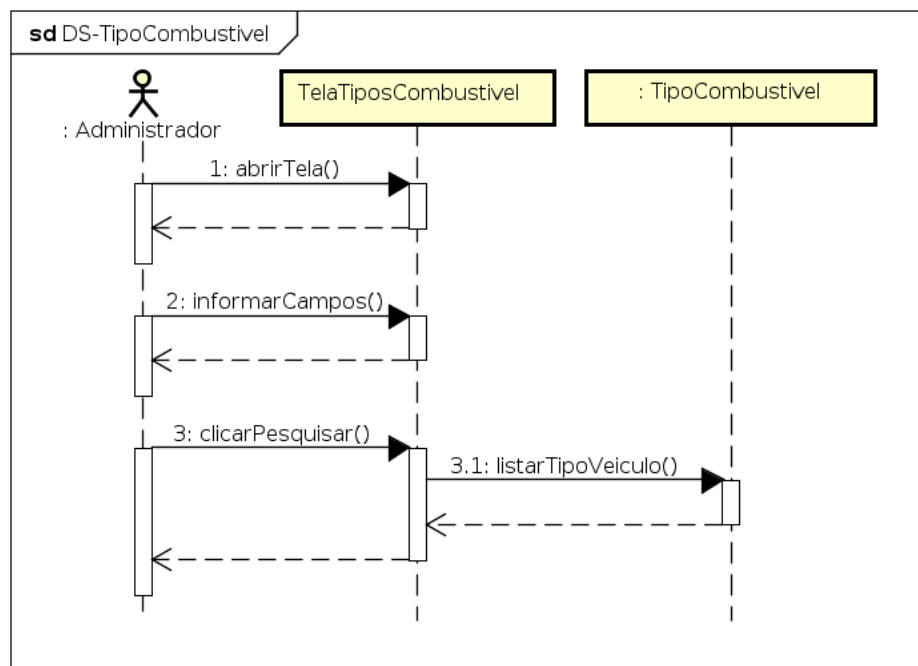 sd DS-TipoCombustivel
: Administrador
TelaTiposCombustivel
: TipoCombustivel
1: abrirTela()
2: informarCampos()
3: clicarPesquisar()
3.1: listarTipoVeiculo()